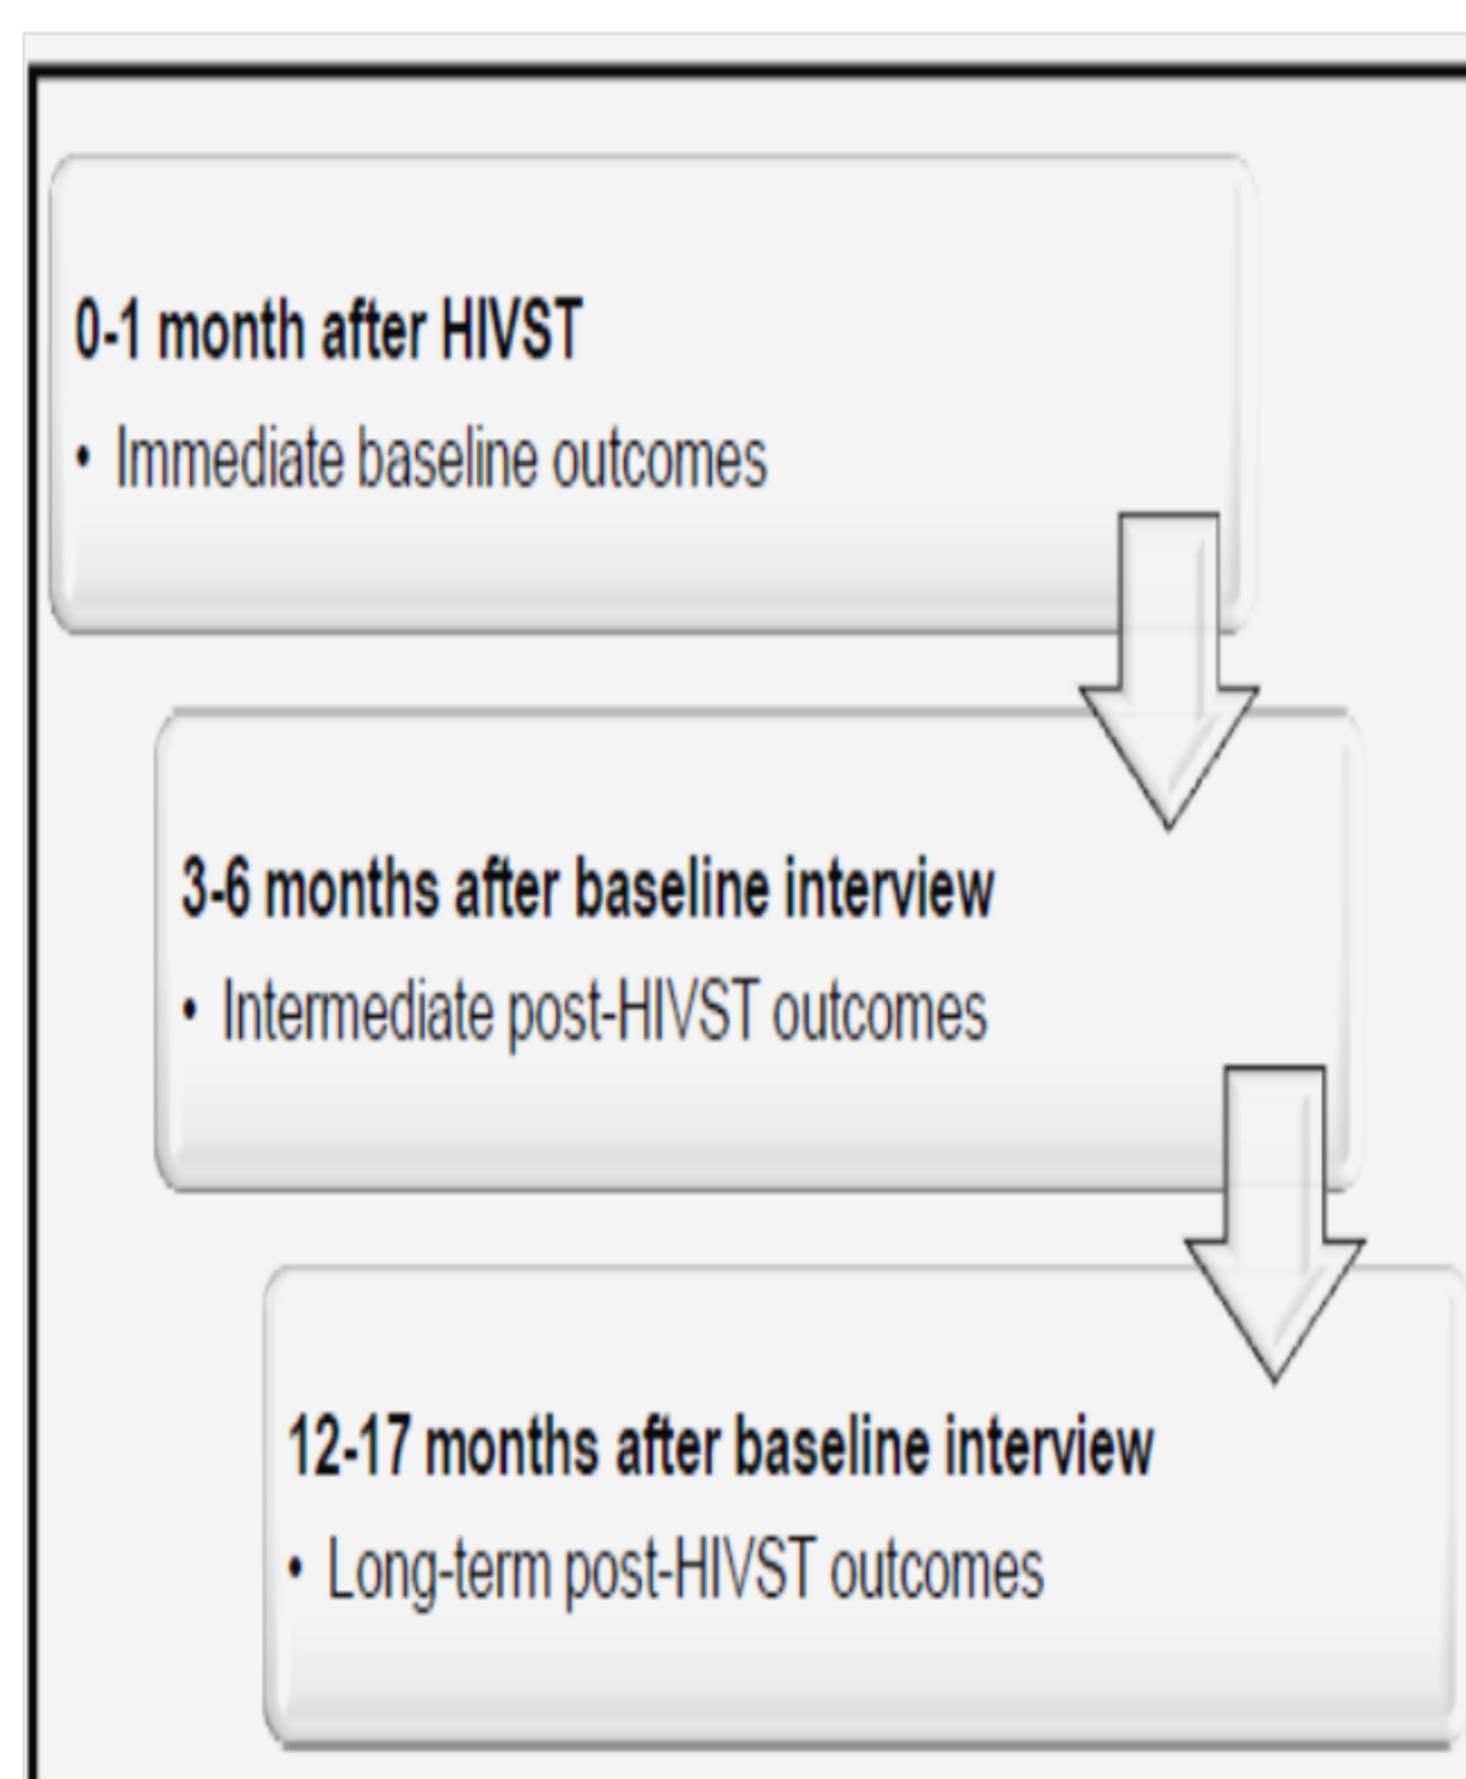 0-1 month after HIVST
• Immediate baseline outcomes
3-6 months after baseline interview
• Intermediate post-HIVST outcomes
12-17 months after baseline interview
• Long-term post-HIVST outcomes